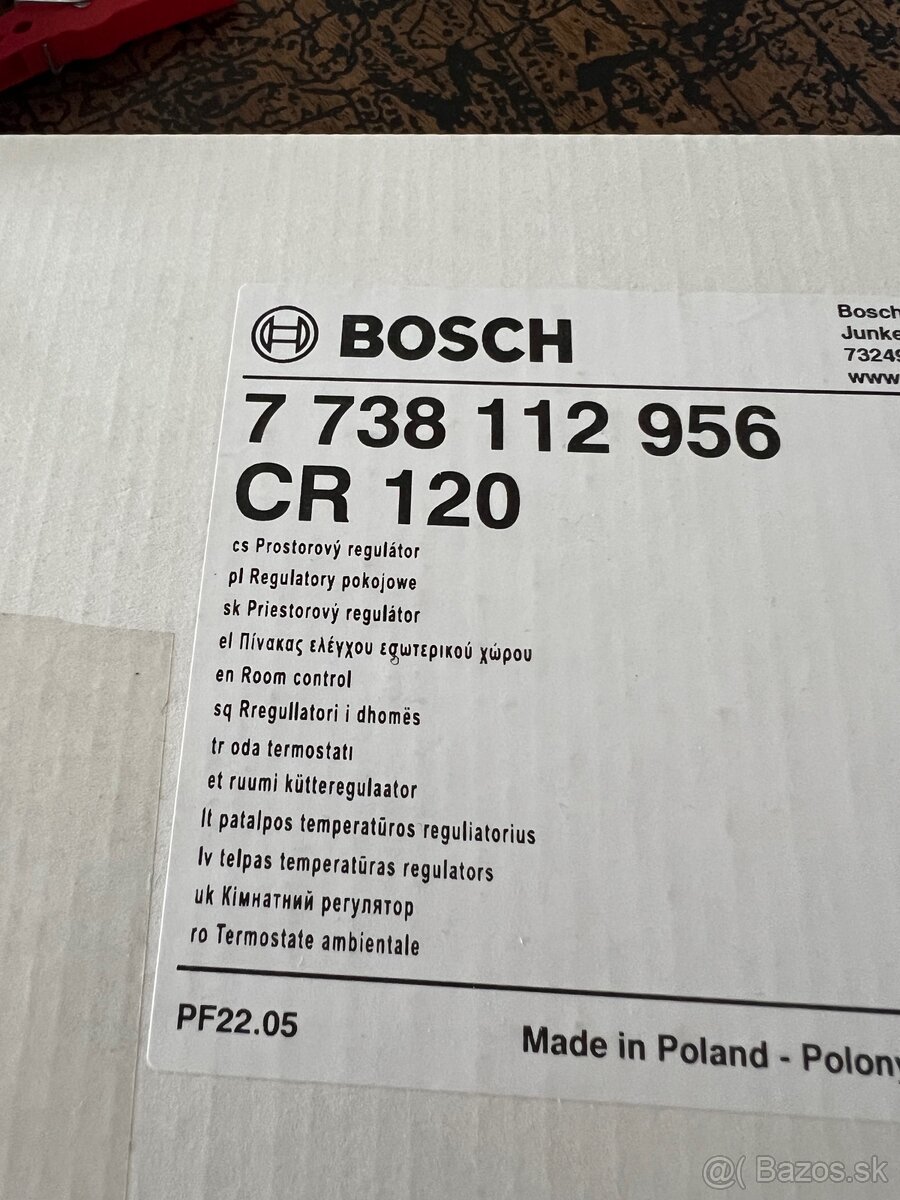 BOSCH
Bosch
Junke
73249
www
7 738 112 956
CR 120
cs Prostorový regulátor
pl Regulatory pokojowe
sk Priestorový regulátor
el Πίνακας ελέγχου εσωτερικού χώρου
en Room control
sq Rregullatori i dhomës
tr oda termostatı
et ruumi kütteregulaator
lt patalpos temperatūros reguliatorius
lv telpas temperatūras regulators
uk Кімнатний регулятор
ro Termostate ambientale
PF22.05
Made in Poland - Polony
@( Bazos.sk